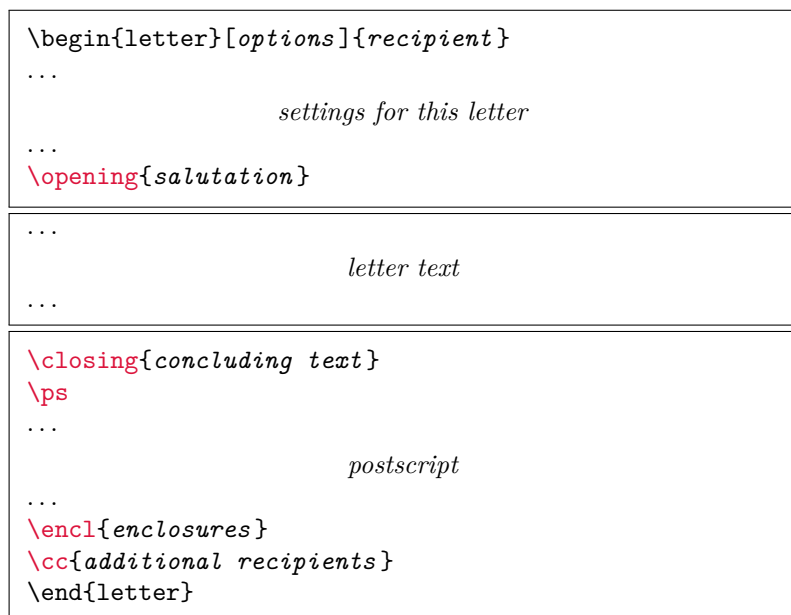 \begin{letter}[options]{recipient}
...
settings for this letter
...
\opening{salutation}
...
letter text
...
\closing{concluding text}
\ps
...
postscript
...
\encl{enclosures}
\cc{additional recipients}
\end{letter}